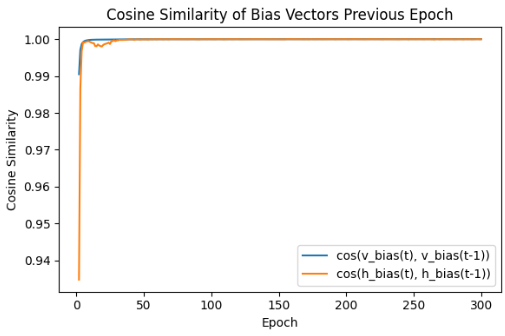 Cosine Similarity of Bias Vectors Previous Epoch
1.00
0.99
0.98
0.97
0.96
0.95
0.94
Cosine Similarity
cos(v_bias(t), v_bias(t-1))
cos(h_bias(t), h_bias(t-1))
0 50 100 150 200 250 300
Epoch